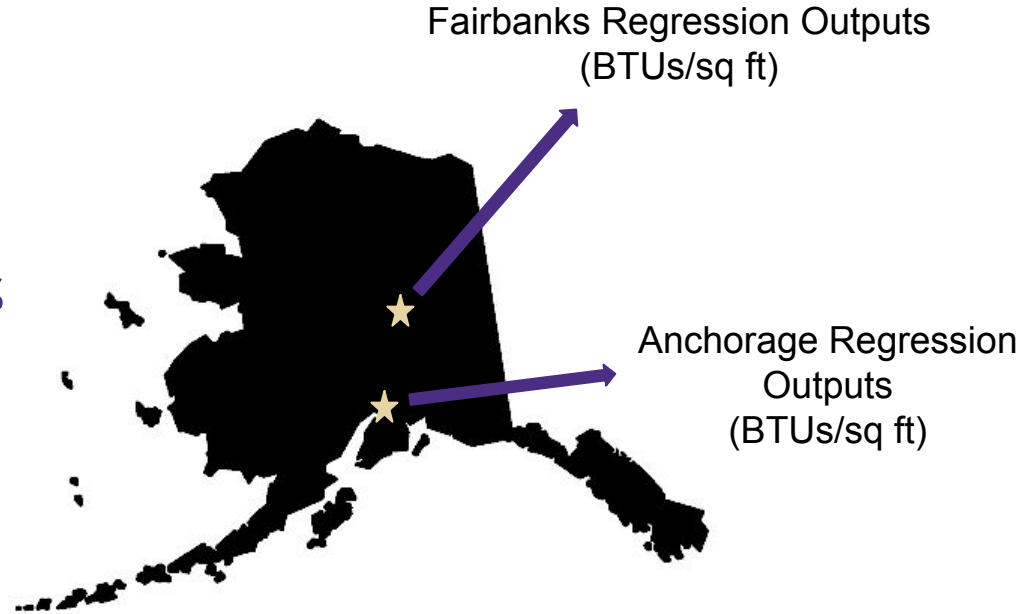 Fairbanks Regression Outputs
(BTUs/sq ft)
Anchorage Regression
Outputs
(BTUs/sq ft)